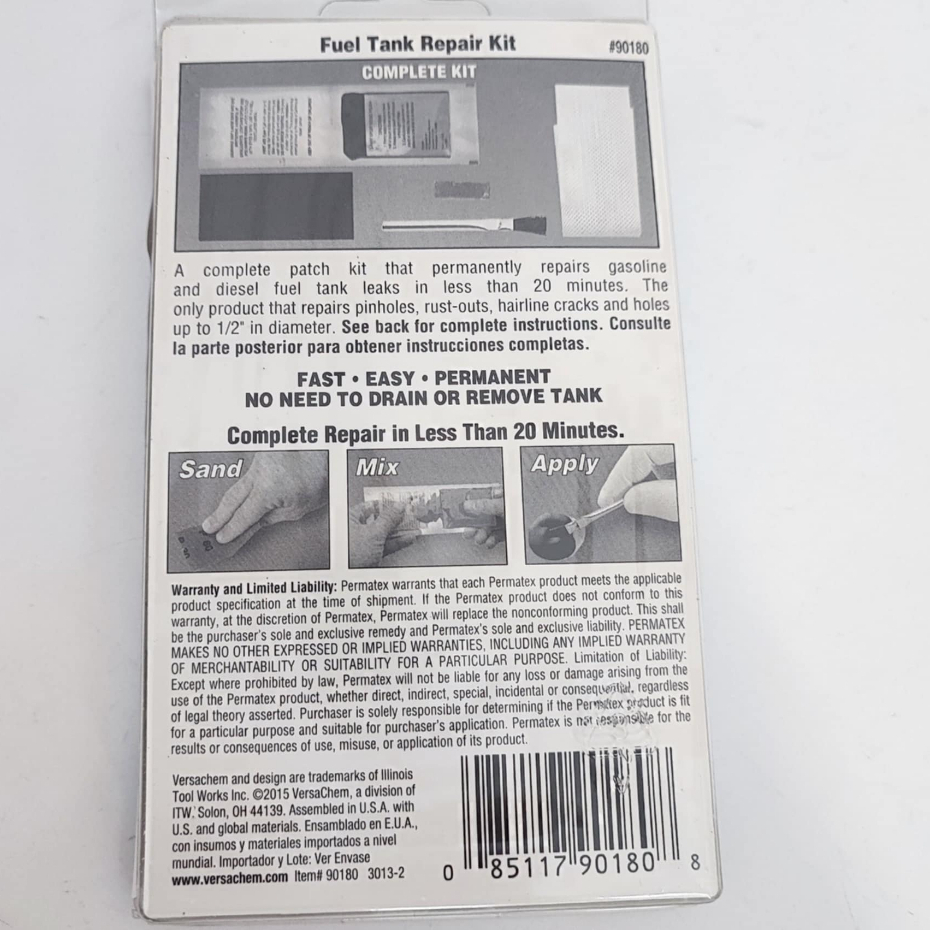 Fuel Tank Repair Kit #90180
COMPLETE KIT
A complete patch kit that permanently repairs gasoline
and diesel fuel tank leaks in less than 20 minutes. The
only product that repairs pinholes, rust-outs, hairline cracks and holes
up to 1/2" in diameter. See back for complete instructions. Consulte
la parte posterior para obtener instrucciones completas.
FAST • EASY • PERMANENT
NO NEED TO DRAIN OR REMOVE TANK
Complete Repair in Less Than 20 Minutes.
Sand Mix Apply
Warranty and Limited Liability: Permatex warrants that each Permatex product meets the applicable
product specification at the time of shipment. If the Permatex product does not conform to this
warranty, at the discretion of Permatex, Permatex will replace the nonconforming product. This shall
be the purchaser's sole and exclusive remedy and Permatex's sole and exclusive liability. PERMATEX
MAKES NO OTHER EXPRESSED OR IMPLIED WARRANTIES, INCLUDING ANY IMPLIED WARRANTY
OF MERCHANTABILITY OR SUITABILITY FOR A PARTICULAR PURPOSE. Limitation of Liability:
Except where prohibited by law, Permatex will not be liable for any loss or damage arising from the
use of the Permatex product, whether direct, indirect, special, incidental or consequential, regardless
of legal theory asserted. Purchaser is solely responsible for determining if the Permatex product is fit
for a particular purpose and suitable for purchaser's application. Permatex is not responsible for the
results or consequences of use, misuse, or application of its product.
Versachem and design are trademarks of Illinois
Tool Works Inc. ©2015 VersaChem, a division of
ITW. Solon, OH 44139. Assembled in U.S.A. with
U.S. and global materials. Ensamblado en E.U.A.,
con insumos y materiales importados a nivel
mundial. Importador y Lote: Ver Envase
www.versachem.com Item# 90180 3013-2
0 85117 90180 8